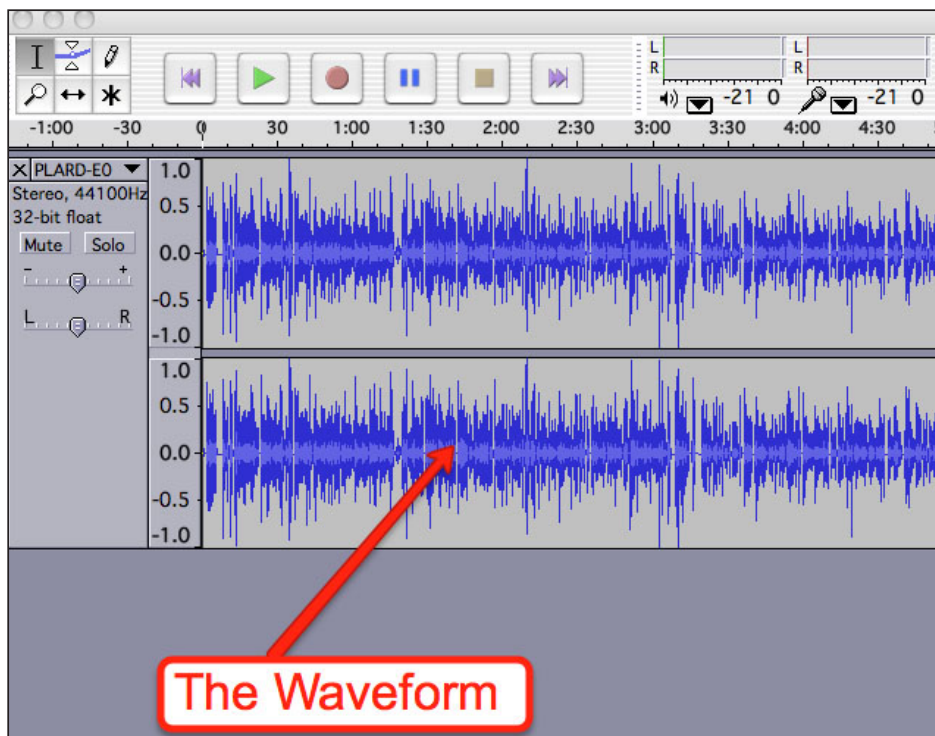 L
R
-21 0
L
R
-21 0
-1:00 -30 0 30 1:00 1:30 2:00 2:30 3:00 3:30 4:00 4:30
X PLARD-E0
Stereo, 44100Hz
32-bit float
Mute Solo
- +
L R
1.0
0.5
0.0
-0.5
-1.0
1.0
0.5
0.0
-0.5
-1.0
The Waveform